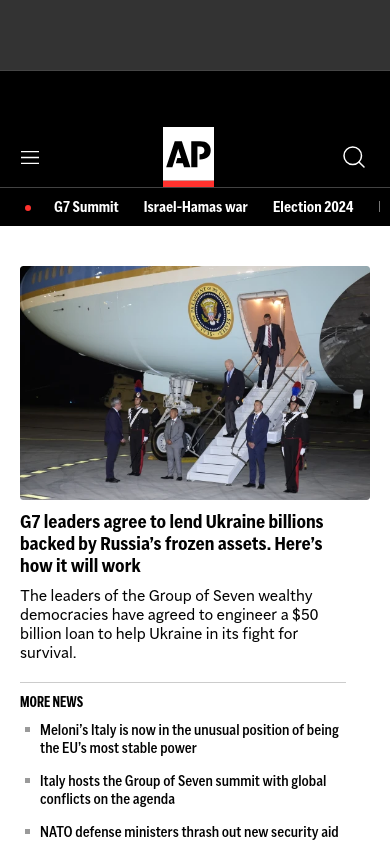 AP
G7 Summit Israel-Hamas war Election 2024
G7 leaders agree to lend Ukraine billions
backed by Russia's frozen assets. Here's
how it will work
The leaders of the Group of Seven wealthy
democracies have agreed to engineer a $50
billion loan to help Ukraine in its fight for
survival.
MORE NEWS
Meloni's Italy is now in the unusual position of being
the EU's most stable power
Italy hosts the Group of Seven summit with global
conflicts on the agenda
NATO defense ministers thrash out new security aid